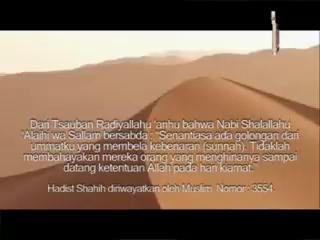 Dari Tsauban Radiyallahu 'anhu bahwa Nabi Shalallahu
'Alaihi wa Sallam bersabda : "Senantiasa ada golongan dari
ummatku yang membela kebenaran (sunnah). Tidaklah
membahayakan mereka orang yang menghinanya sampai
datang ketentuan Allah pada hari kiamat."
Hadist Shahih diriwayatkan oleh Muslim Nomor : 3554.